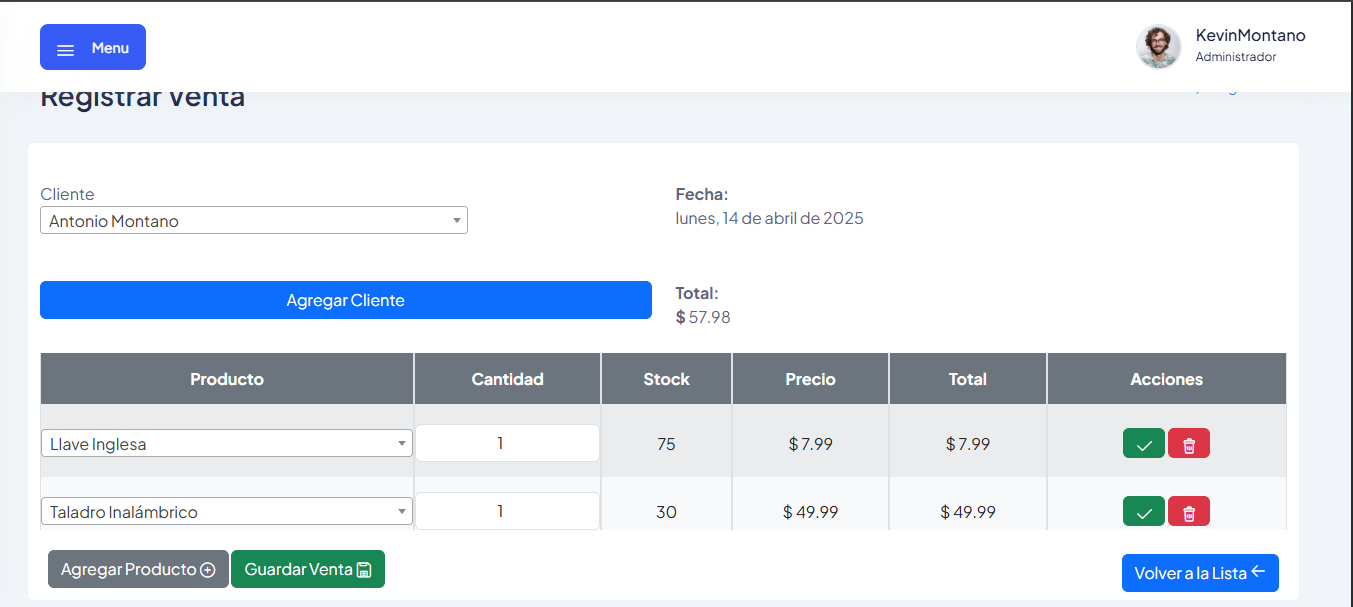 Menu
KevinMontano
Administrador
Registrar Venta
Cliente
Antonio Montano
Fecha:
lunes, 14 de abril de 2025
Agregar Cliente
Total:
$ 57.98
Producto Cantidad Stock Precio Total Acciones
Llave Inglesa 1 75 $ 7.99 $ 7.99
Taladro Inalámbrico 1 30 $ 49.99 $ 49.99
Agregar Producto Guardar Venta Volver a la Lista